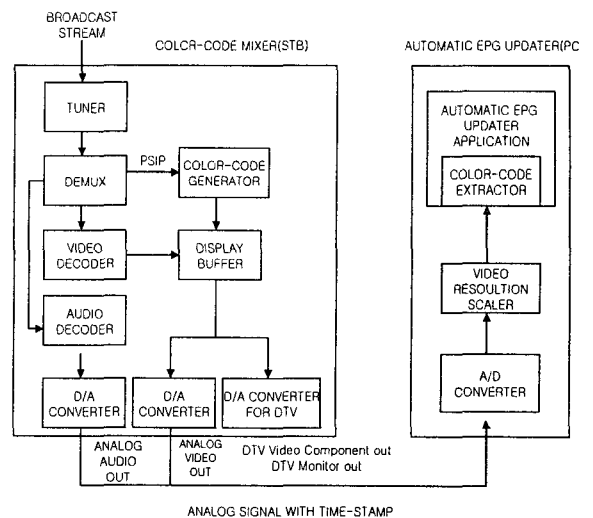 BROADCAST
STREAM
COLCR-CODE MIXER(STB)
AUTOMATIC EPG UPDATER(PC
TUNER
AUTOMATIC EPG
UPDATER
APPLICATION
COLOR-CODE
EXTRACTOR
DEMUX
PSIP
COLOR-CODE
GENERATOR
VIDEO
DECODER
DISPLAY
BUFFER
VIDEO
RESOULTION
SCALER
AUDIO
DECODER
D/A
CONVERTER
D/A
CONVERTER
D/A CONVERTER
FOR DTV
A/D
CONVERTER
ANALOG
AUDIO
OUT
ANALOG
VIDEO
OUT
DTV Video Component out
DTV Monitor out
ANALOG SIGNAL WITH TIME-STAMP